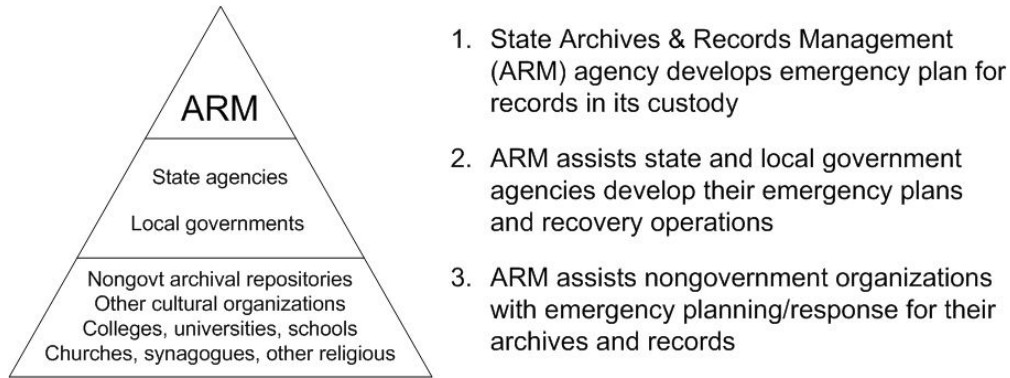 ARM
State agencies
Local governments
Nongovt archival repositories
Other cultural organizations
Colleges, universities, schools
Churches, synagogues, other religious
1. State Archives & Records Management
(ARM) agency develops emergency plan for
records in its custody
2. ARM assists state and local government
agencies develop their emergency plans
and recovery operations
3. ARM assists nongovernment organizations
with emergency planning/response for their
archives and records